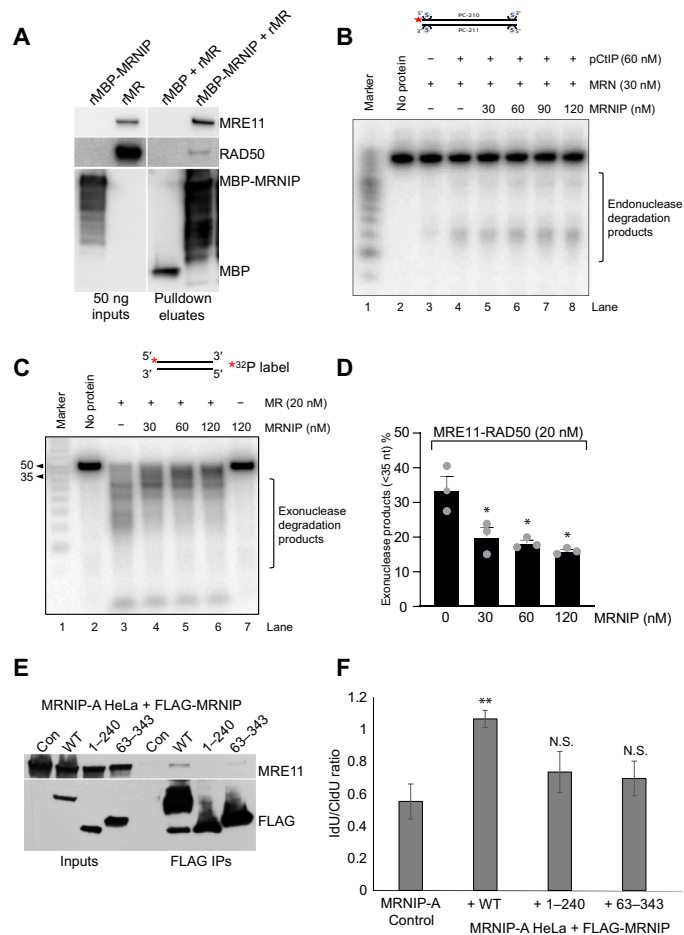 A
rMBP-MRNIP
rMR
rMBP + rMR
rMBP-MRNIP + rMR
MRE11
RAD50
MBP-MRNIP
MBP
50 ng
inputs
Pulldown
eluates
B
5′ 3′
PC-210
PC-211
3′ 5′
Marker
No protein
– + + + + + pCtIP (60 nM)
+ + + + + + MRN (30 nM)
– – 30 60 90 120 MRNIP (nM)
Endonuclease
degradation
products
1 2 3 4 5 6 7 8 Lane
C
5′ 3′
3′ 5′
*³²P label
Marker
No protein
+ + + + – MR (20 nM)
– 30 60 120 120 MRNIP (nM)
50
35
Exonuclease
degradation
products
1 2 3 4 5 6 7 Lane
D
MRE11-RAD50 (20 nM)
Exonuclease products (<35 nt) %
50
40
30
20
10
0
* * *
0 30 60 120 MRNIP (nM)
E
MRNIP-A HeLa + FLAG-MRNIP
Con WT 1–240 63–343 Con WT 1–240 63–343
MRE11
FLAG
Inputs FLAG IPs
F
IdU/CldU ratio
1.2
1
0.8
0.6
0.4
0.2
0
**
N.S. N.S.
MRNIP-A + WT + 1–240 + 63–343
Control
MRNIP-A HeLa + FLAG-MRNIP